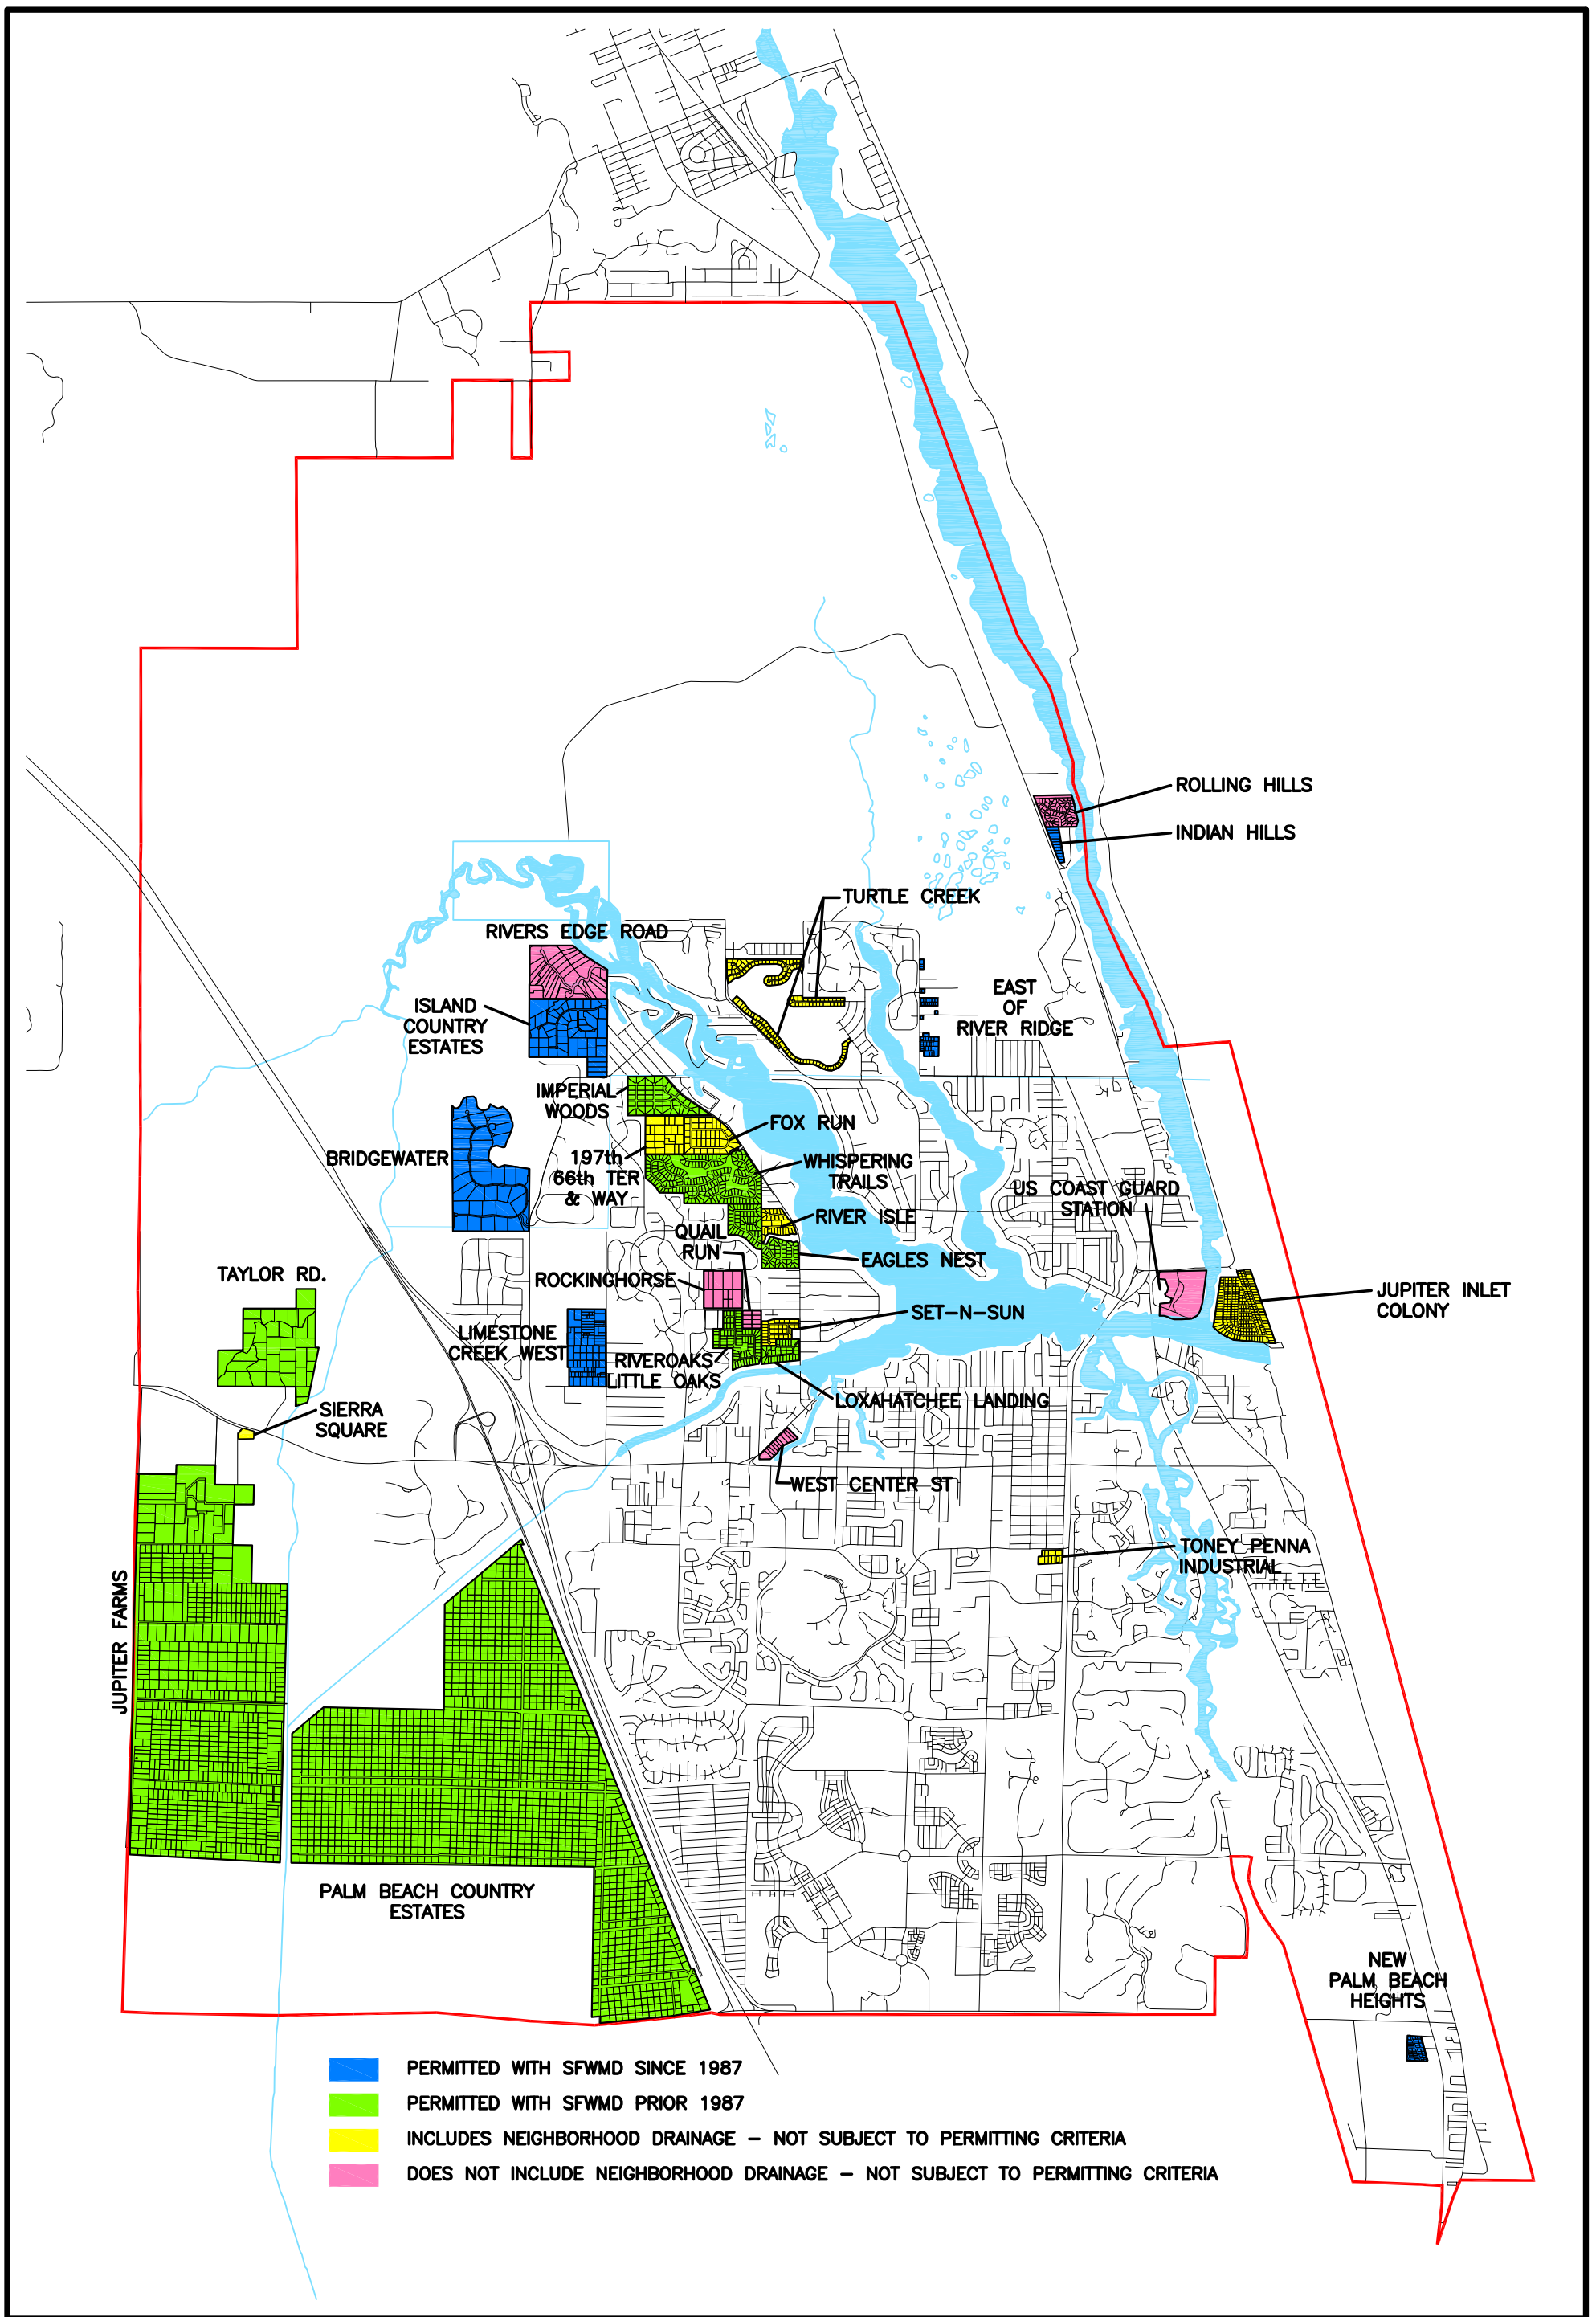 ROLLING HILLS
INDIAN HILLS
TURTLE CREEK
RIVERS EDGE ROAD
ISLAND
COUNTRY
ESTATES
EAST
OF
RIVER RIDGE
IMPERIAL
WOODS
FOX RUN
BRIDGEWATER
197th
66th TER
& WAY
WHISPERING
TRAILS
US COAST GUARD
STATION
RIVER ISLE
QUAIL
RUN
EAGLES NEST
TAYLOR RD.
ROCKINGHORSE
JUPITER INLET
COLONY
SET-N-SUN
LIMESTONE
CREEK WEST
RIVEROAKS
LITTLE OAKS
LOXAHATCHEE LANDING
SIERRA
SQUARE
WEST CENTER ST
TONEY PENNA
INDUSTRIAL
JUPITER FARMS
PALM BEACH COUNTRY
ESTATES
NEW
PALM BEACH
HEIGHTS
PERMITTED WITH SFWMD SINCE 1987
PERMITTED WITH SFWMD PRIOR 1987
INCLUDES NEIGHBORHOOD DRAINAGE - NOT SUBJECT TO PERMITTING CRITERIA
DOES NOT INCLUDE NEIGHBORHOOD DRAINAGE - NOT SUBJECT TO PERMITTING CRITERIA